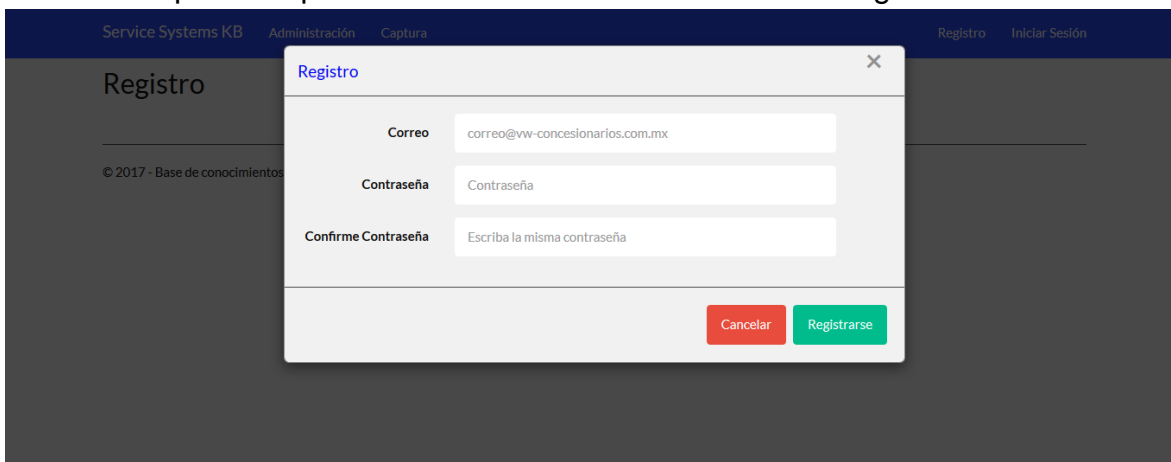 Service Systems KB Administración Captura Registro Iniciar Sesión
Registro
Registro ×
Correo correo@vw-concesionarios.com.mx
© 2017 - Base de conocimientos
Contraseña Contraseña
Confirme Contraseña Escriba la misma contraseña
Cancelar Registrarse